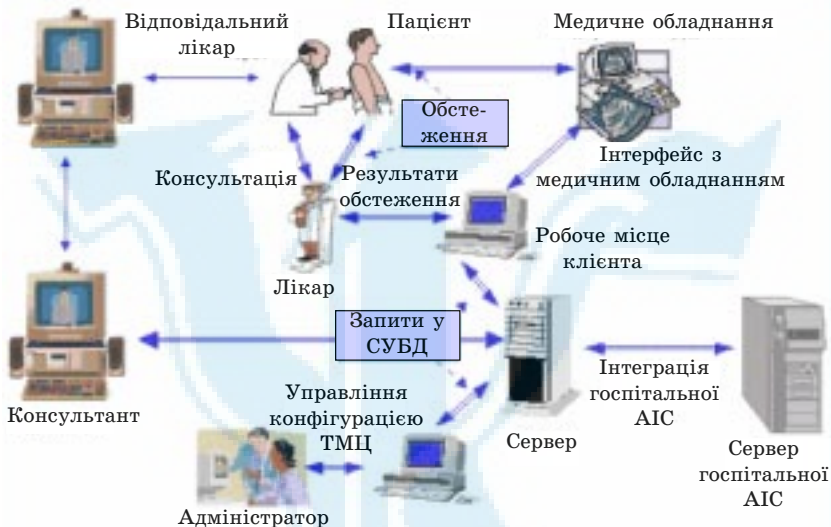 Відповідальний
лікар
Пацієнт
Медичне обладнання
Обсте-
ження
Консультація
Результати
обстеження
Інтерфейс з
медичним обладнанням
Робоче місце
клієнта
Лікар
Запити у
СУБД
Консультант
Управління
конфігурацією
ТМЦ
Сервер
Інтеграція
госпітальної
АІС
Сервер
госпітальної
АІС
Адміністратор